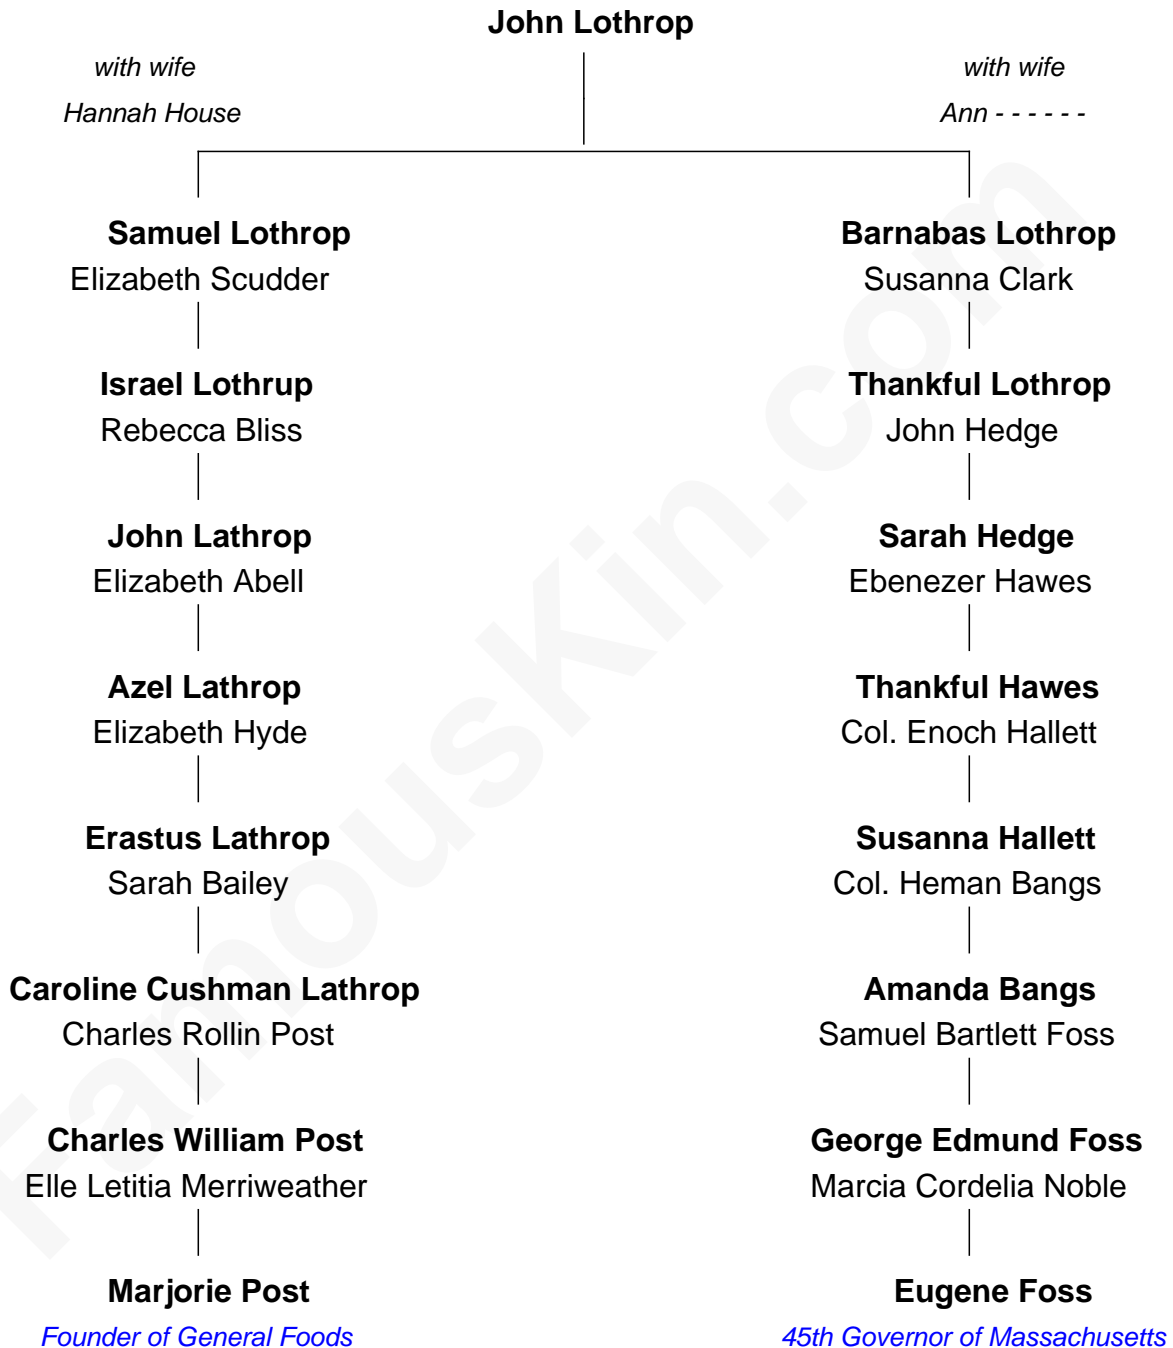 John Lothrop
with wife with wife
Hannah House Ann - - - - - -
Samuel Lothrop Barnabas Lothrop
Elizabeth Scudder Susanna Clark
Israel Lothrup Thankful Lothrop
Rebecca Bliss John Hedge
John Lathrop Sarah Hedge
Elizabeth Abell Ebenezer Hawes
Azel Lathrop Thankful Hawes
Elizabeth Hyde Col. Enoch Hallett
Erastus Lathrop Susanna Hallett
Sarah Bailey Col. Heman Bangs
Caroline Cushman Lathrop Amanda Bangs
Charles Rollin Post Samuel Bartlett Foss
Charles William Post George Edmund Foss
Elle Letitia Merriweather Marcia Cordelia Noble
Marjorie Post Eugene Foss
Founder of General Foods 45th Governor of Massachusetts
FamousKin.com